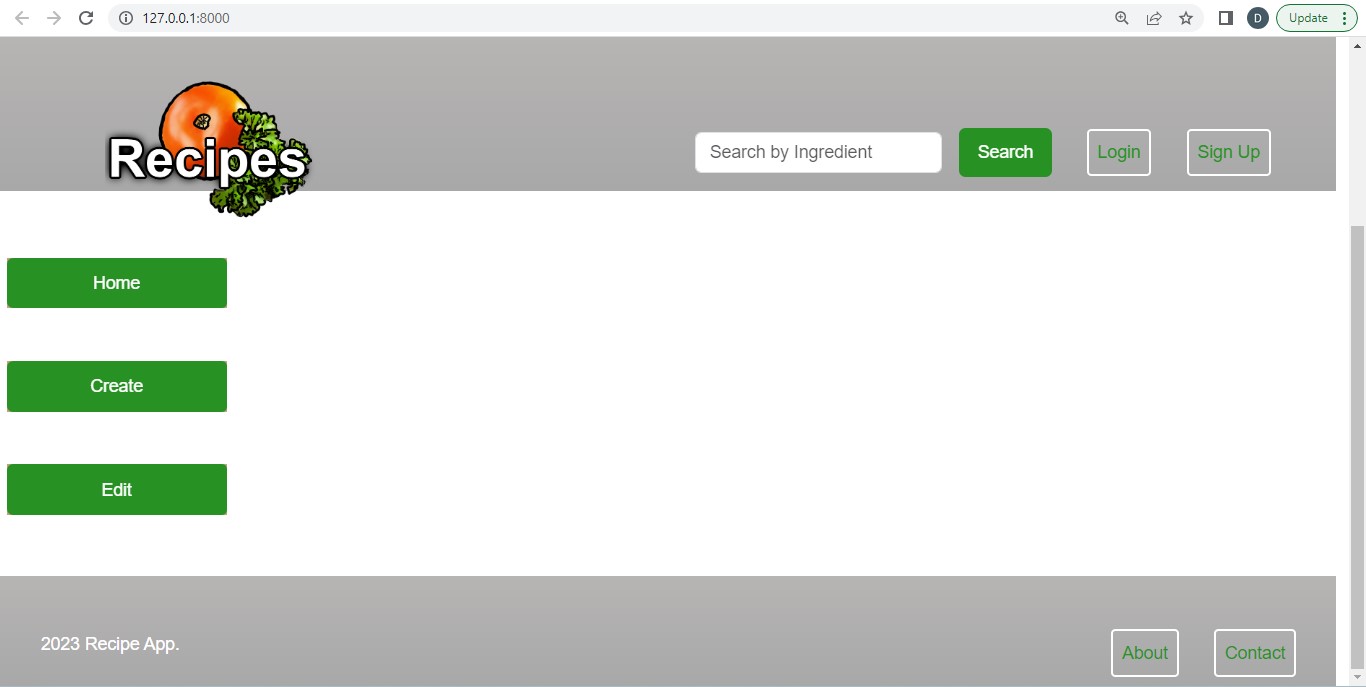 127.0.0.1:8000
D
Update
Recipes
Search by Ingredient
Search
Login
Sign Up
Home
Create
Edit
2023 Recipe App.
About
Contact